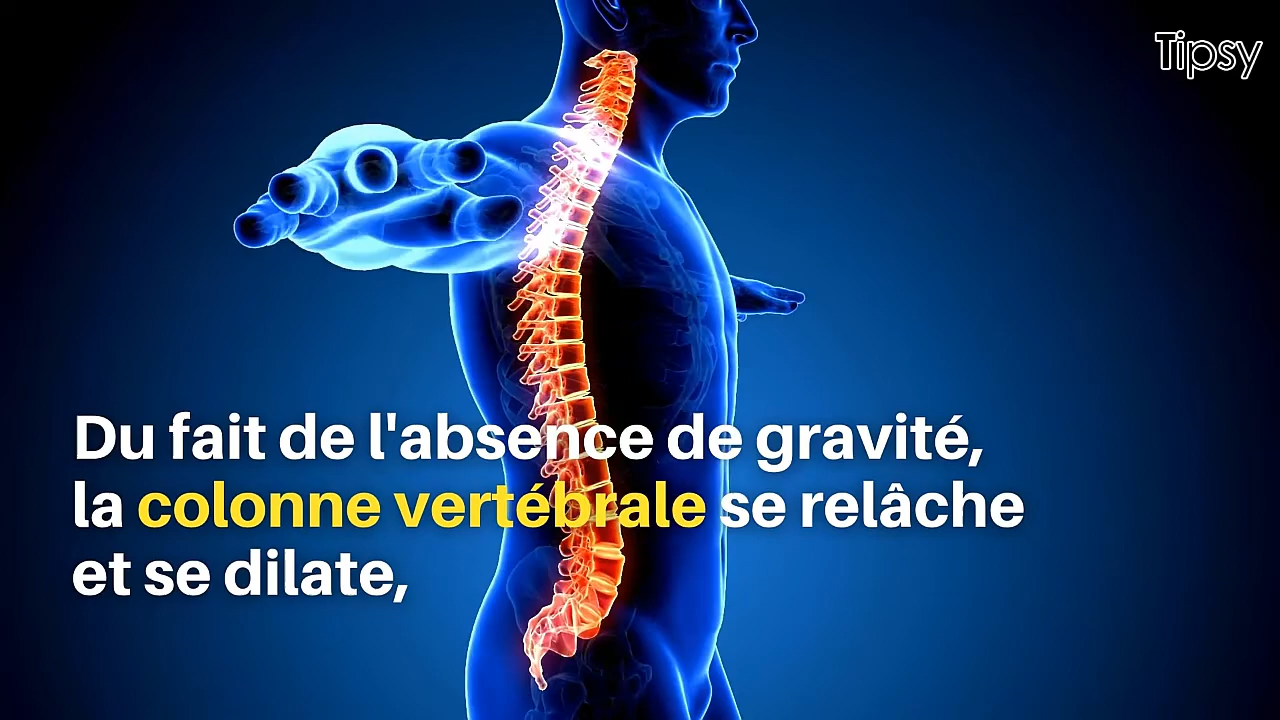 Tipsy
Du fait de l'absence de gravité,
la colonne vertébrale se relâche
et se dilate,